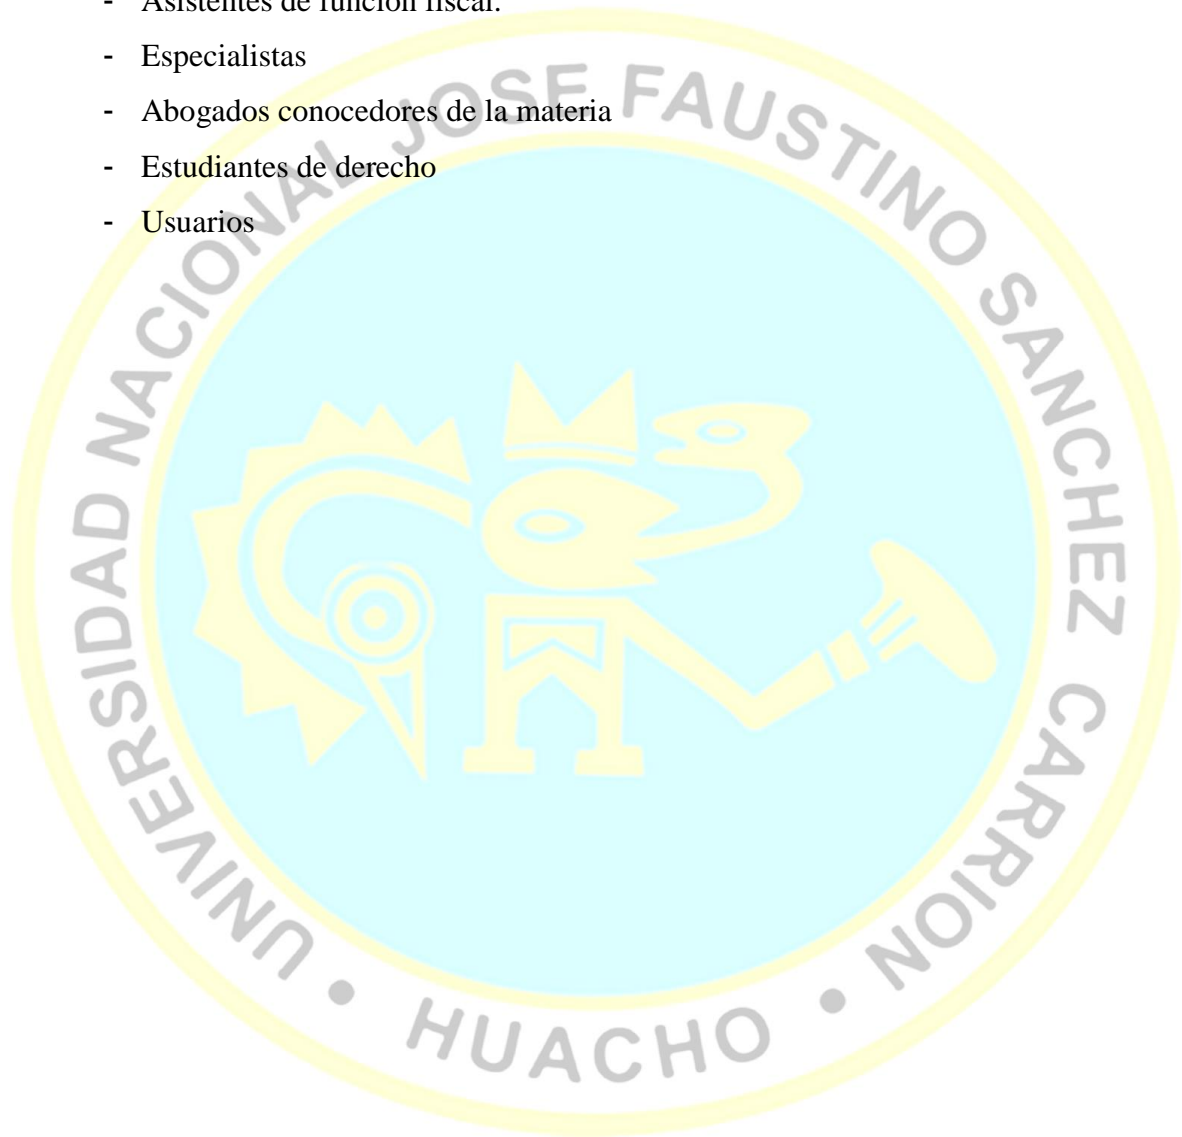 - Asistentes de función fiscal.
- Especialistas
- Abogados conocedores de la materia
- Estudiantes de derecho
- Usuarios
UNIVERSIDAD NACIONAL JOSE FAUSTINO SANCHEZ CARRION • HUACHO •